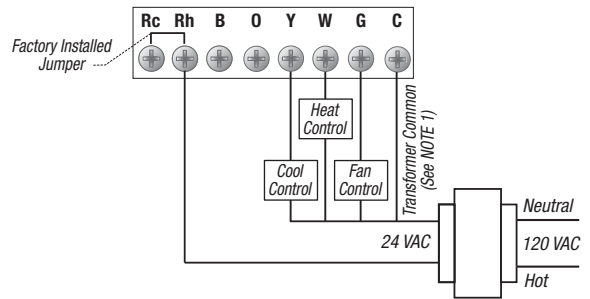 Rc Rh B O Y W G C
Factory Installed
Jumper
Heat
Control
Cool
Control
Fan
Control
Transformer Common
(See NOTE 1)
Neutral
24 VAC
120 VAC
Hot